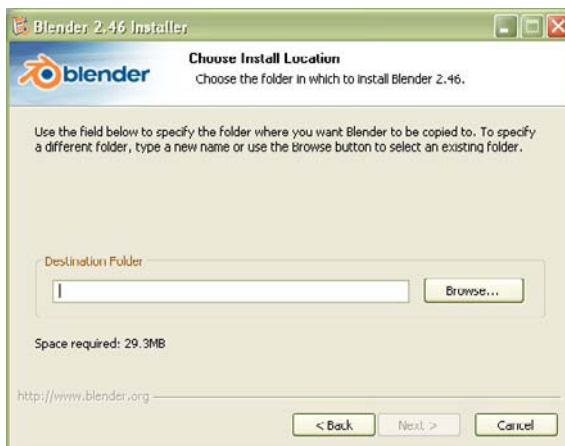 Blender 2.46 Installer
blender
Choose Install Location
Choose the folder in which to install Blender 2.46.
Use the field below to specify the folder where you want Blender to be copied to. To specify
a different folder, type a new name or use the Browse button to select an existing folder.
Destination Folder
Browse...
Space required: 29.3MB
http://www.blender.org
< Back
Next >
Cancel